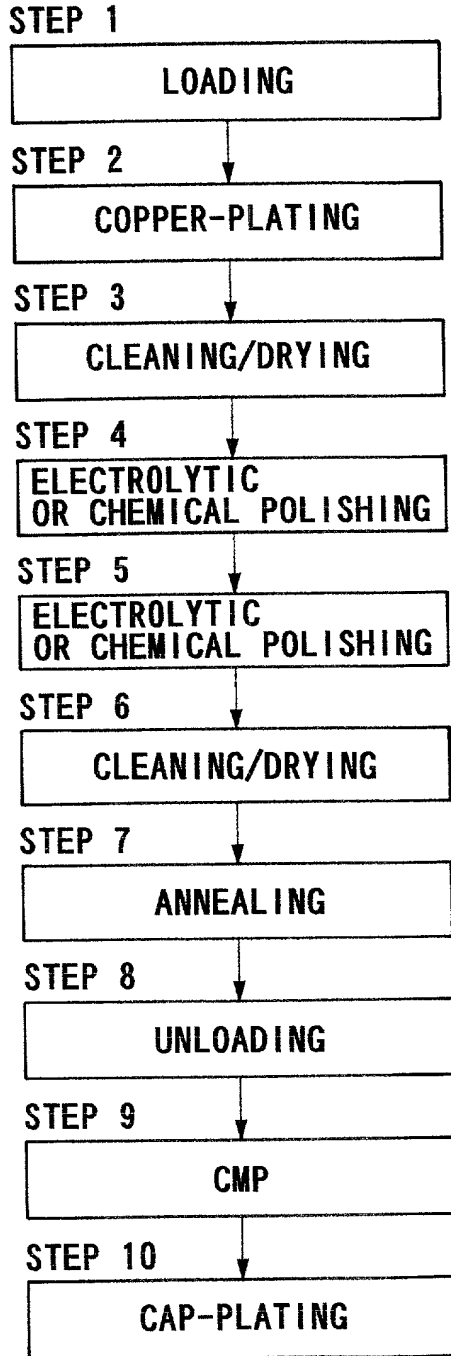 STEP 1
LOADING
STEP 2
COPPER-PLATING
STEP 3
CLEANING/DRYING
STEP 4
ELECTROLYTIC
OR CHEMICAL POLISHING
STEP 5
ELECTROLYTIC
OR CHEMICAL POLISHING
STEP 6
CLEANING/DRYING
STEP 7
ANNEALING
STEP 8
UNLOADING
STEP 9
CMP
STEP 10
CAP-PLATING